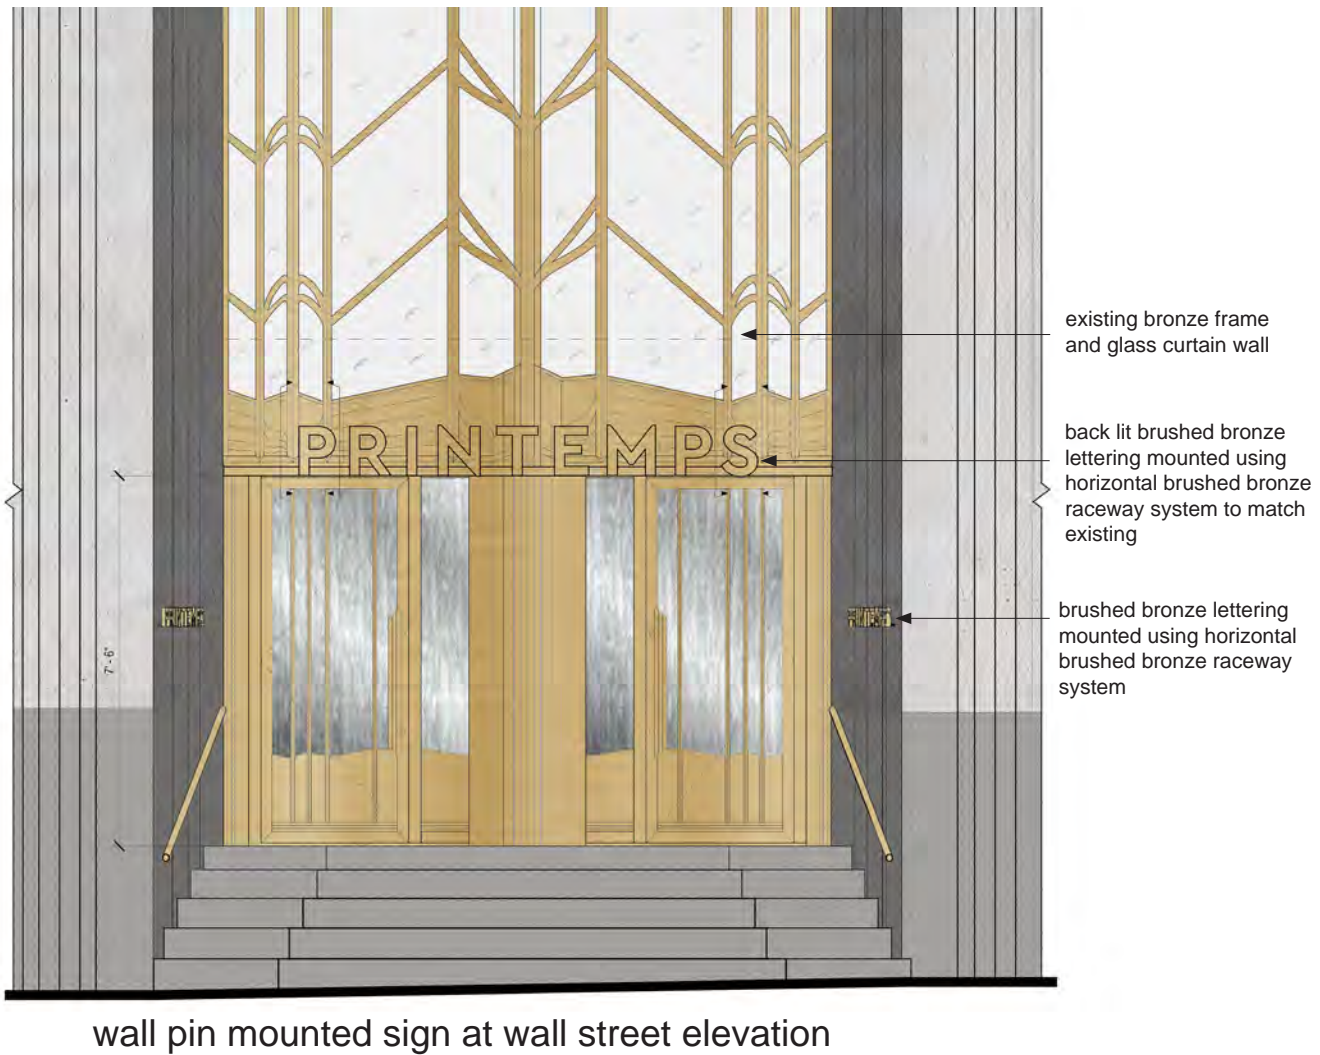 existing bronze frame
and glass curtain wall
PRINTEMPS
back lit brushed bronze
lettering mounted using
horizontal brushed bronze
raceway system to match
existing
brushed bronze lettering
mounted using horizontal
brushed bronze raceway
system
7'-6"
wall pin mounted sign at wall street elevation